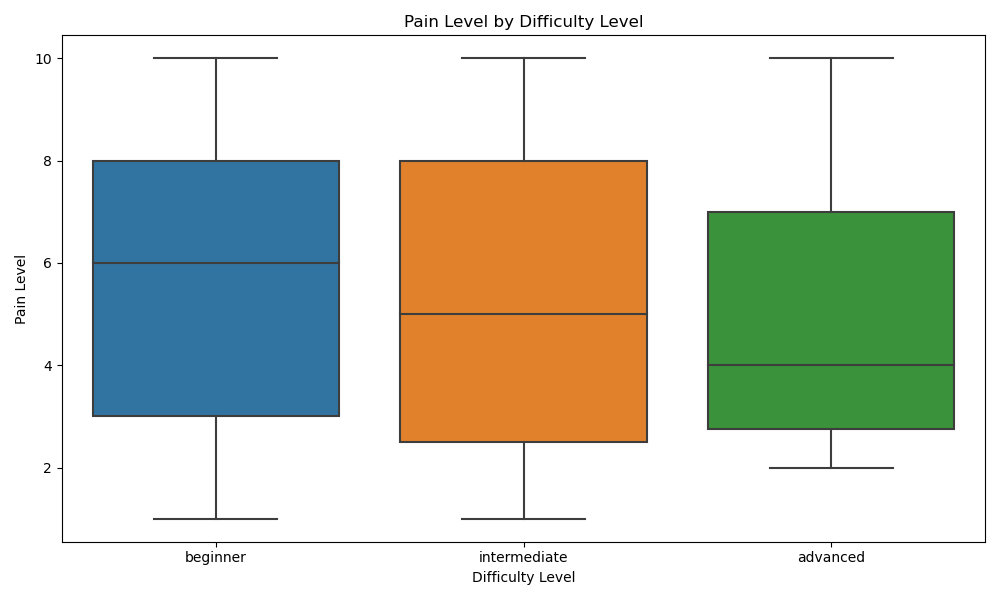 Pain Level by Difficulty Level
10
8
6
4
2
Pain Level
beginner
intermediate
advanced
Difficulty Level